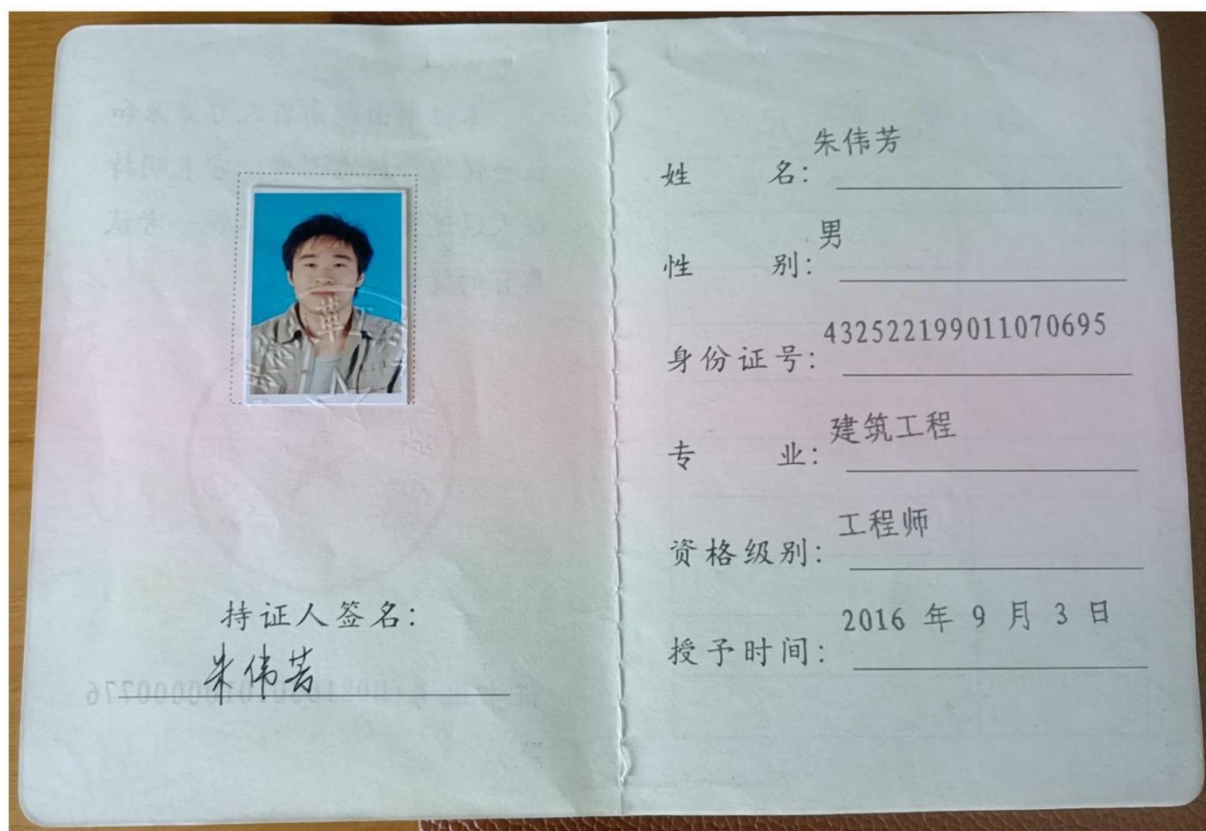 持证人签名:
朱伟芳
姓 名: 朱伟芳
性 别: 男
身份证号: 432522199011070695
专 业: 建筑工程
资格级别: 工程师
授予时间: 2016 年 9 月 3 日